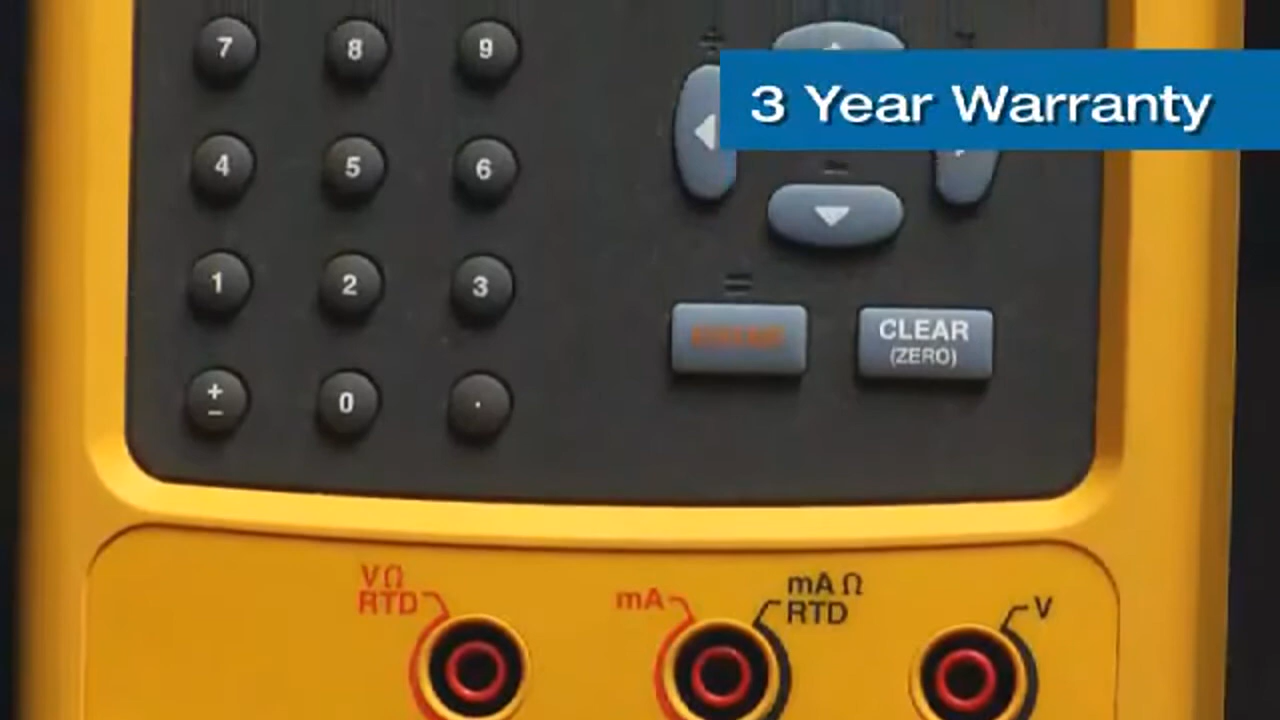 7 8 9
3 Year Warranty
4 5 6
1 2 3
CLEAR
(ZERO)
+
−
0 .
VΩ
RTD
mA
mAΩ
RTD
V